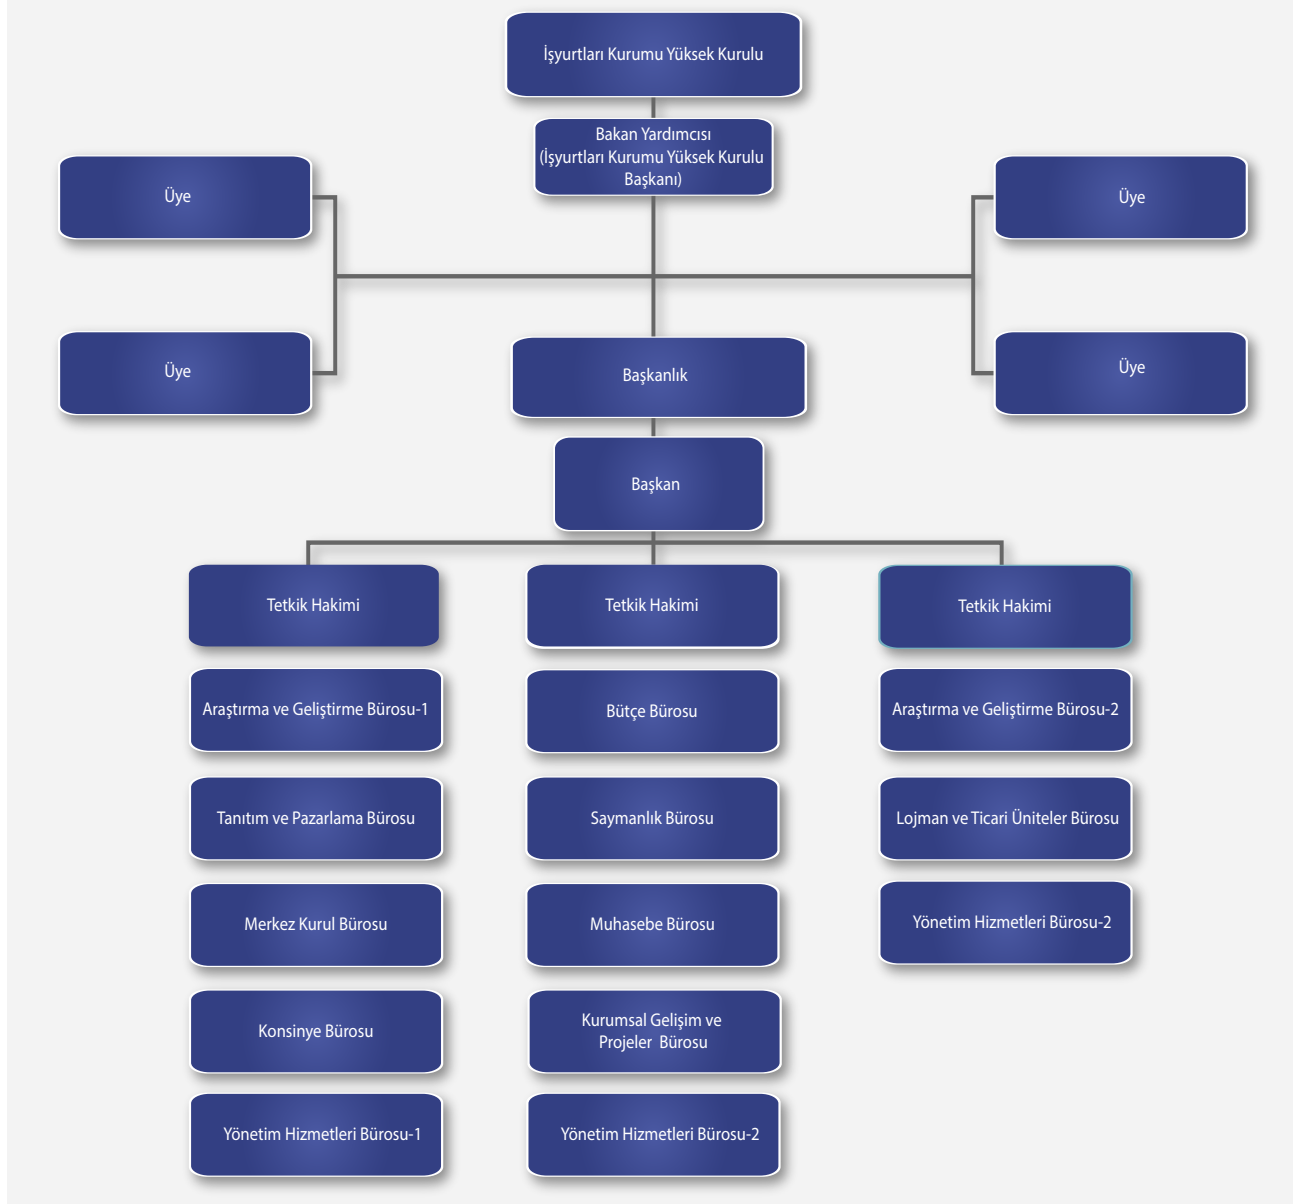 İşyurtları Kurumu Yüksek Kurulu
Bakan Yardımcısı
(İşyurtları Kurumu Yüksek Kurulu
Başkanı)
Üye
Üye
Üye
Üye
Başkanlık
Başkan
Tetkik Hakimi
Tetkik Hakimi
Tetkik Hakimi
Araştırma ve Geliştirme Bürosu-1
Bütçe Bürosu
Araştırma ve Geliştirme Bürosu-2
Tanıtım ve Pazarlama Bürosu
Saymanlık Bürosu
Lojman ve Ticari Üniteler Bürosu
Merkez Kurul Bürosu
Muhasebe Bürosu
Yönetim Hizmetleri Bürosu-2
Konsinye Bürosu
Kurumsal Gelişim ve
Projeler Bürosu
Yönetim Hizmetleri Bürosu-1
Yönetim Hizmetleri Bürosu-2